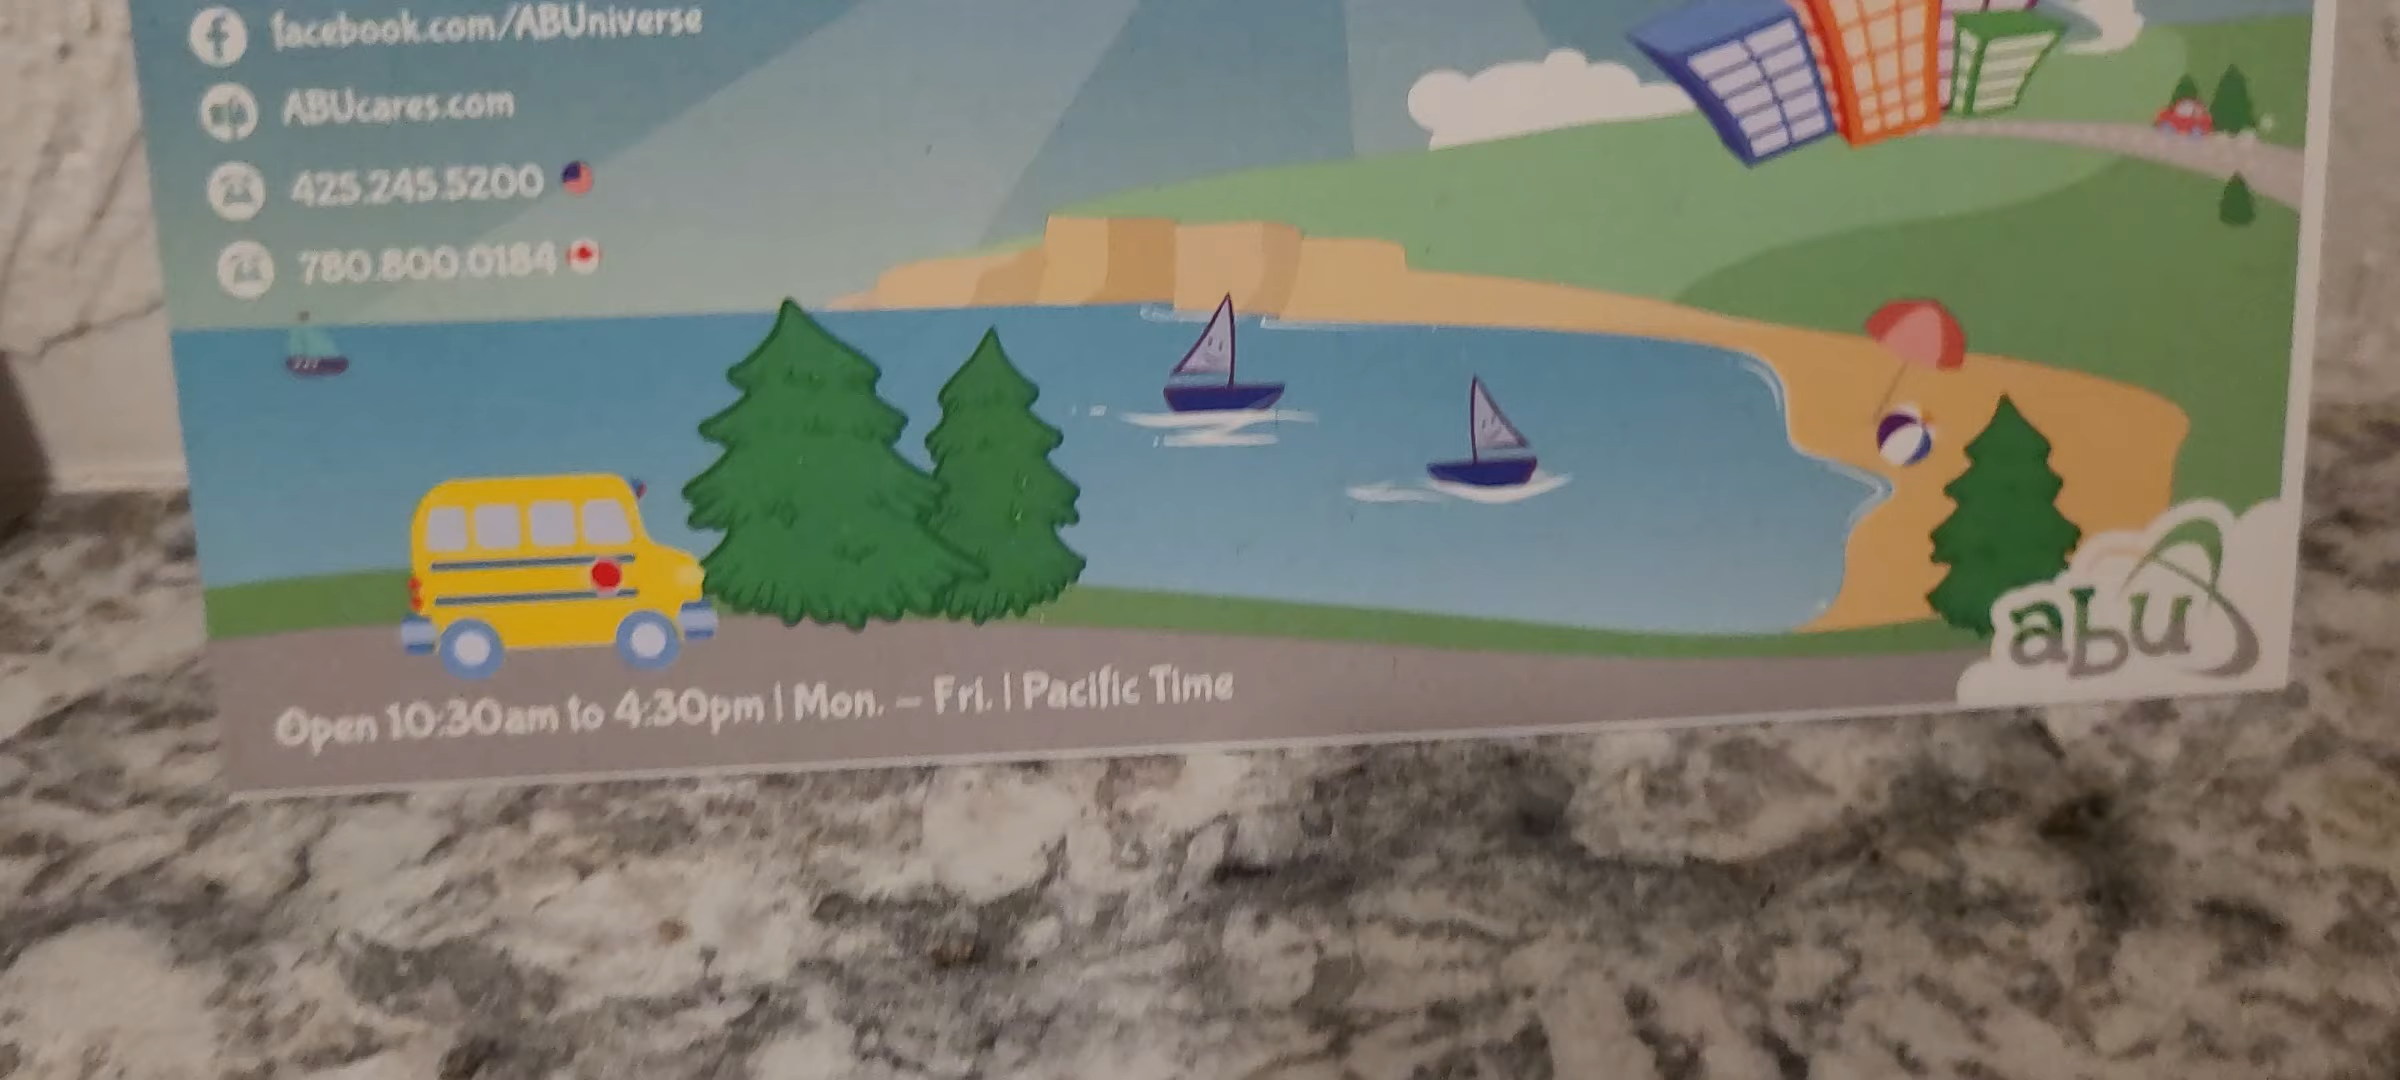 facebook.com/ABUniverse
ABUcares.com
425.245.5200
780.800.0184
Open 10:30am to 4:30pm | Mon. – Fri. | Pacific Time
abu